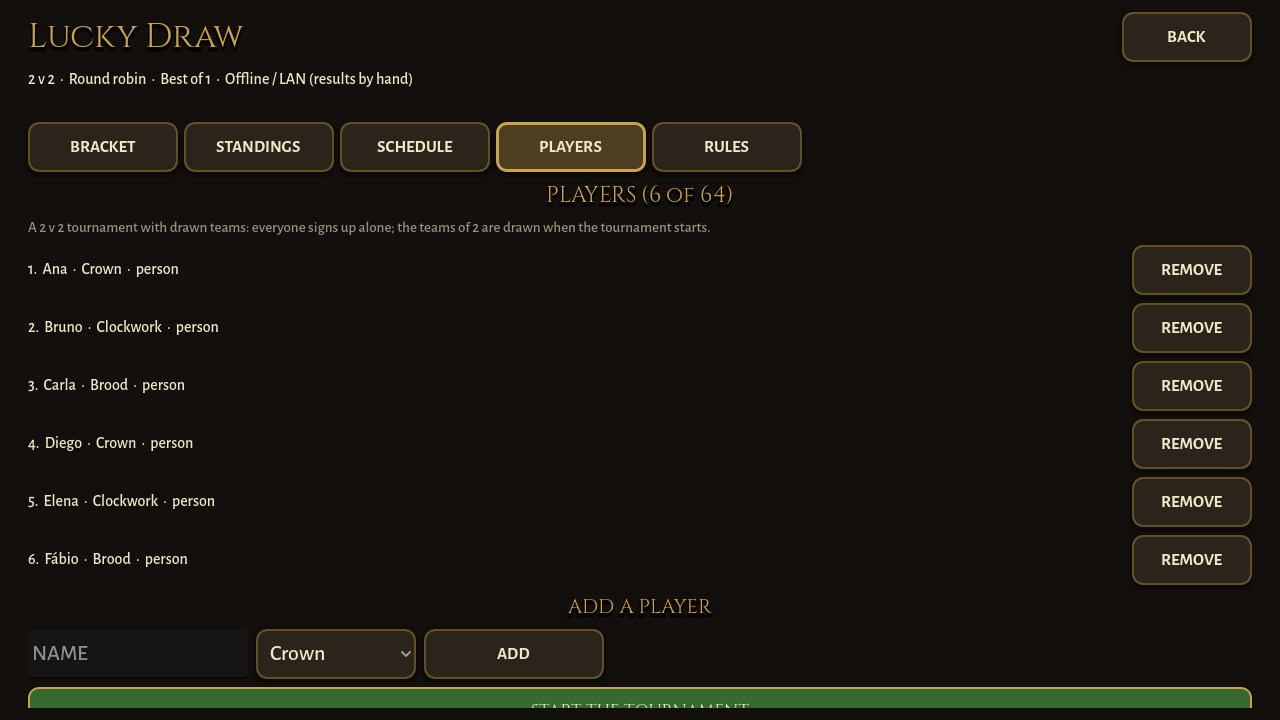 Lucky Draw
BACK
2 v 2 · Round robin · Best of 1 · Offline / LAN (results by hand)
BRACKET
STANDINGS
SCHEDULE
PLAYERS
RULES
PLAYERS (6 OF 64)
A 2 v 2 tournament with drawn teams: everyone signs up alone; the teams of 2 are drawn when the tournament starts.
1. Ana · Crown · person
REMOVE
2. Bruno · Clockwork · person
REMOVE
3. Carla · Brood · person
REMOVE
4. Diego · Crown · person
REMOVE
5. Elena · Clockwork · person
REMOVE
6. Fábio · Brood · person
REMOVE
ADD A PLAYER
NAME
Crown
ADD
START THE TOURNAMENT